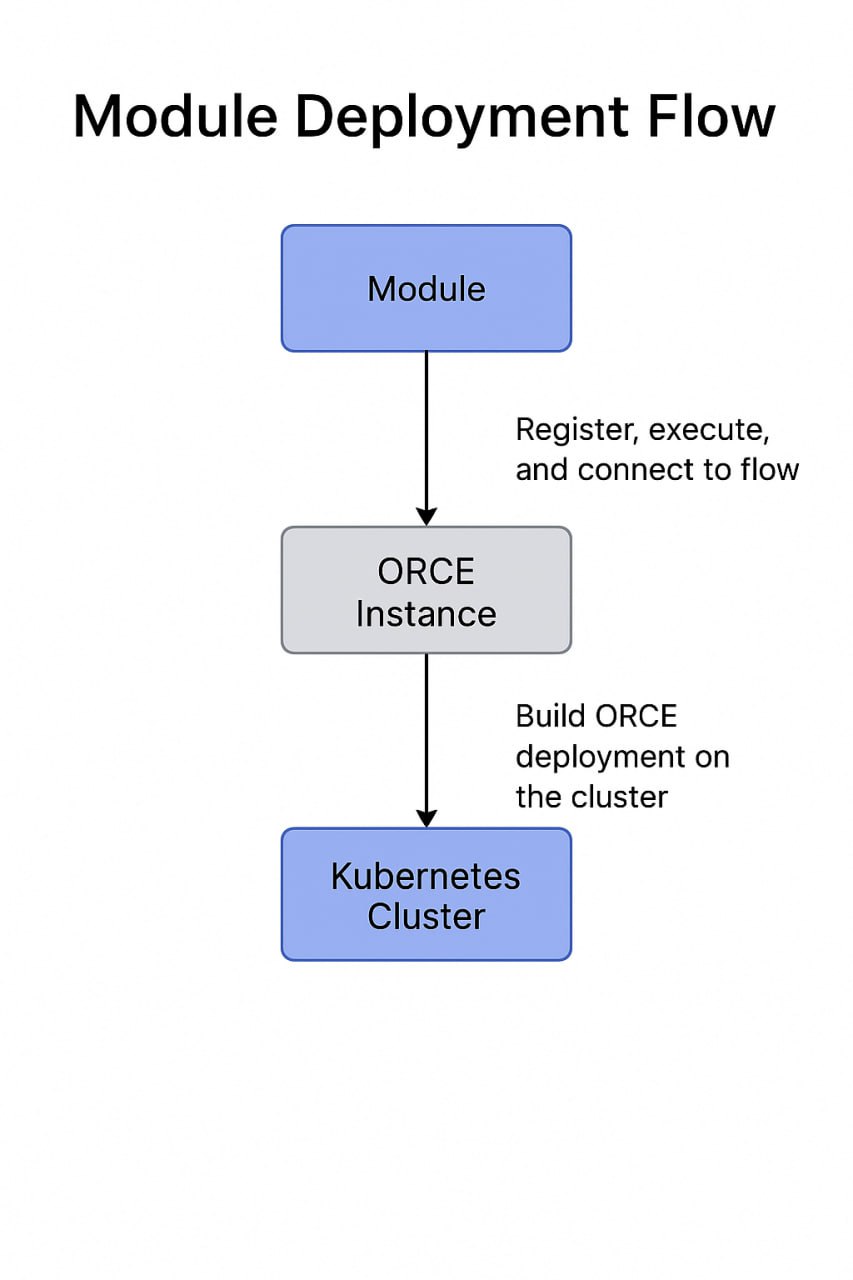 Module Deployment Flow
Module
Register, execute,
and connect to flow
ORCE
Instance
Build ORCE
deployment on
the cluster
Kubernetes
Cluster